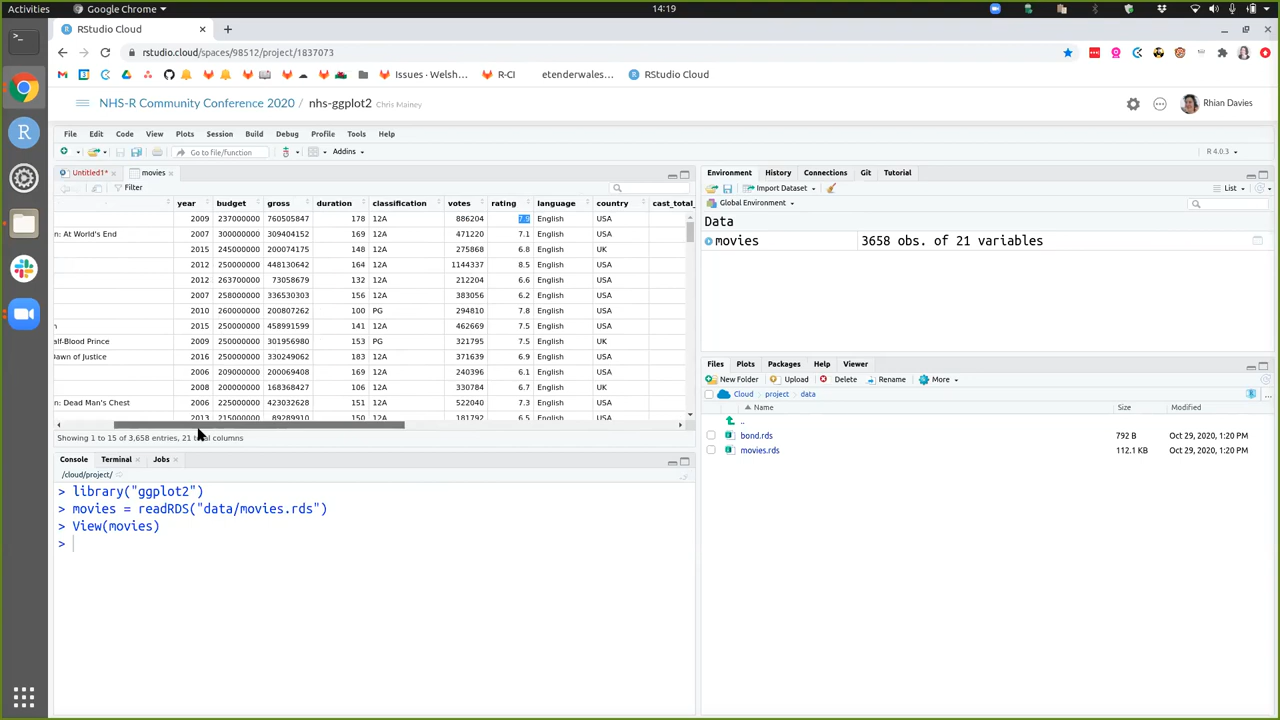 Activities Google Chrome 14:19
RStudio Cloud
rstudio.cloud/spaces/98512/project/1837073
Issues · Welsh... R-CI etenderwales... RStudio Cloud
NHS-R Community Conference 2020 / nhs-ggplot2 Chris Mainey Rhian Davies
File Edit Code View Plots Session Build Debug Profile Tools Help
Go to file/function Addins R 4.0.3
Untitled1* movies
Filter
year budget gross duration classification votes rating language country cast_total_
2009 237000000 760505847 178 12A 886204 7.9 English USA
n: At World's End 2007 300000000 309404152 169 12A 471220 7.1 English USA
2015 245000000 200074175 148 12A 275868 6.8 English UK
2012 250000000 448130642 164 12A 1144337 8.5 English USA
2012 263700000 73058679 132 12A 212204 6.6 English USA
2007 258000000 336530303 156 12A 383056 6.2 English USA
2010 260000000 200807262 100 PG 294810 7.8 English USA
n 2015 250000000 458991599 141 12A 462669 7.5 English USA
alf-Blood Prince 2009 250000000 301956980 153 PG 321795 7.5 English UK
awn of Justice 2016 250000000 330249062 183 12A 371639 6.9 English USA
2006 209000000 200069408 169 12A 240396 6.1 English USA
2008 200000000 168368427 106 12A 330784 6.7 English UK
n: Dead Man's Chest 2006 225000000 423032628 151 12A 522040 7.3 English USA
2013 215000000 89289910 150 12A 181792 6.5 English USA
Showing 1 to 15 of 3,658 entries, 21 total columns
Console Terminal Jobs
/cloud/project/
> library("ggplot2")
> movies = readRDS("data/movies.rds")
> View(movies)
>
Environment History Connections Git Tutorial
Import Dataset List
Global Environment
Data
movies 3658 obs. of 21 variables
Files Plots Packages Help Viewer
New Folder Upload Delete Rename More
Cloud project data
Name Size Modified
..
bond.rds 792 B Oct 29, 2020, 1:20 PM
movies.rds 112.1 KB Oct 29, 2020, 1:20 PM